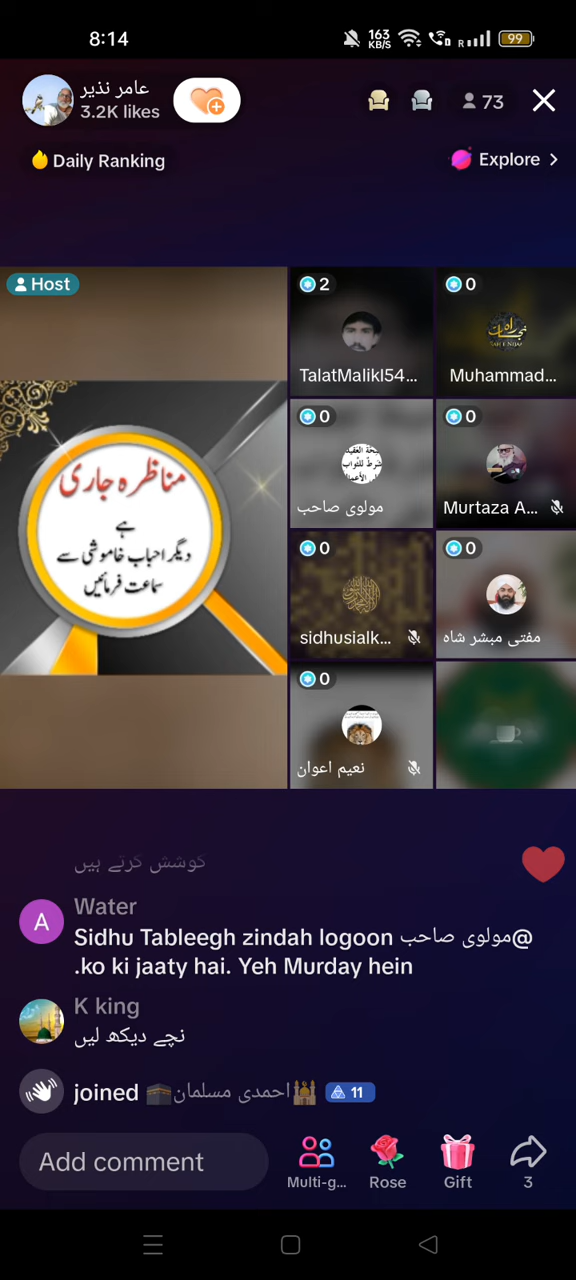 8:14
163
KB/S
R
99
عامر نذیر
3.2K likes
73
Daily Ranking
Explore
Host
مناظرہ جاری
ہے
دیگر احباب خاموشی سے
سماعت فرمائیں
2
TalatMalikI54...
0
Muhammad...
0
مولوی صاحب
0
Murtaza A...
0
sidhusialk...
0
مفتی مبشر شاہ
0
نعیم اعوان
کوشش کرتے ہیں
A
Water
@مولوی صاحب Sidhu Tableegh zindah logoon
ko ki jaaty hai. Yeh Murday hein.
K king
نچے دیکھ لیں
11 🕌احمدی مسلمان🕋 joined
Add comment
Multi-g...
Rose
Gift
3